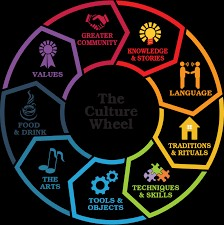 The
Culture
Wheel
GREATER
COMMUNITY
KNOWLEDGE
& STORIES
LANGUAGE
TRADITIONS
& RITUALS
TECHNIQUES
& SKILLS
TOOLS &
OBJECTS
THE
ARTS
FOOD
& DRINK
VALUES